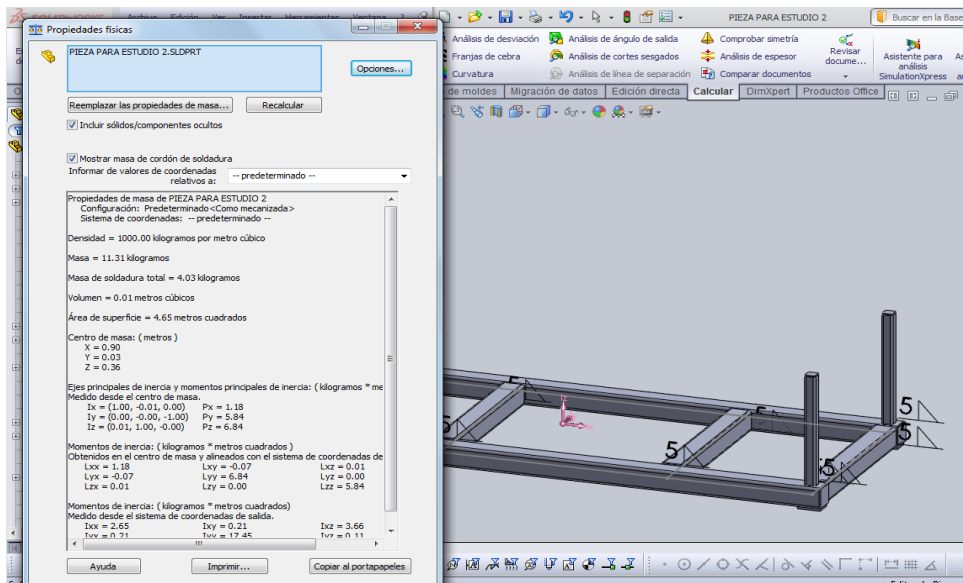 SOLIDWORKS Archivo Edición Ver Insertar Herramientas Ventana ?
PIEZA PARA ESTUDIO 2
Buscar en la Base
Propiedades físicas
PIEZA PARA ESTUDIO 2.SLDPRT
Opciones...
Reemplazar las propiedades de masa...
Recalcular
Incluir sólidos/componentes ocultos
Mostrar masa de cordón de soldadura
Informar de valores de coordenadas
relativos a:
-- predeterminado --
Propiedades de masa de PIEZA PARA ESTUDIO 2
Configuración: Predeterminado<Como mecanizada>
Sistema de coordenadas: -- predeterminado --
Densidad = 1000.00 kilogramos por metro cúbico
Masa = 11.31 kilogramos
Masa de soldadura total = 4.03 kilogramos
Volumen = 0.01 metros cúbicos
Área de superficie = 4.65 metros cuadrados
Centro de masa: ( metros )
X = 0.90
Y = 0.03
Z = 0.36
Ejes principales de inercia y momentos principales de inercia: ( kilogramos * me
Medido desde el centro de masa.
Ix = (1.00, -0.01, 0.00) Px = 1.18
Iy = (0.00, -0.00, -1.00) Py = 5.84
Iz = (0.01, 1.00, -0.00) Pz = 6.84
Momentos de inercia: ( kilogramos * metros cuadrados )
Obtenidos en el centro de masa y alineados con el sistema de coordenadas de
Lxx = 1.18 Lxy = -0.07 Lxz = 0.01
Lyx = -0.07 Lyy = 6.84 Lyz = 0.00
Lzx = 0.01 Lzy = 0.00 Lzz = 5.84
Momentos de inercia: ( kilogramos * metros cuadrados)
Medido desde el sistema de coordenadas de salida.
Ixx = 2.65 Ixy = 0.21 Ixz = 3.66
Iyx = 0.21 Iyy = 17.45 Iyz = 0.11
Ayuda
Imprimir...
Copiar al portapapeles
Análisis de desviación
Análisis de ángulo de salida
Comprobar simetría
Franjas de cebra
Análisis de cortes sesgados
Análisis de espesor
Curvatura
Análisis de línea de separación
Comparar documentos
Revisar
docume...
Asistente para
análisis
SimulationXpress
de moldes
Migración de datos
Edición directa
Calcular
DimXpert
Productos Office
5
5
5
5
5
5